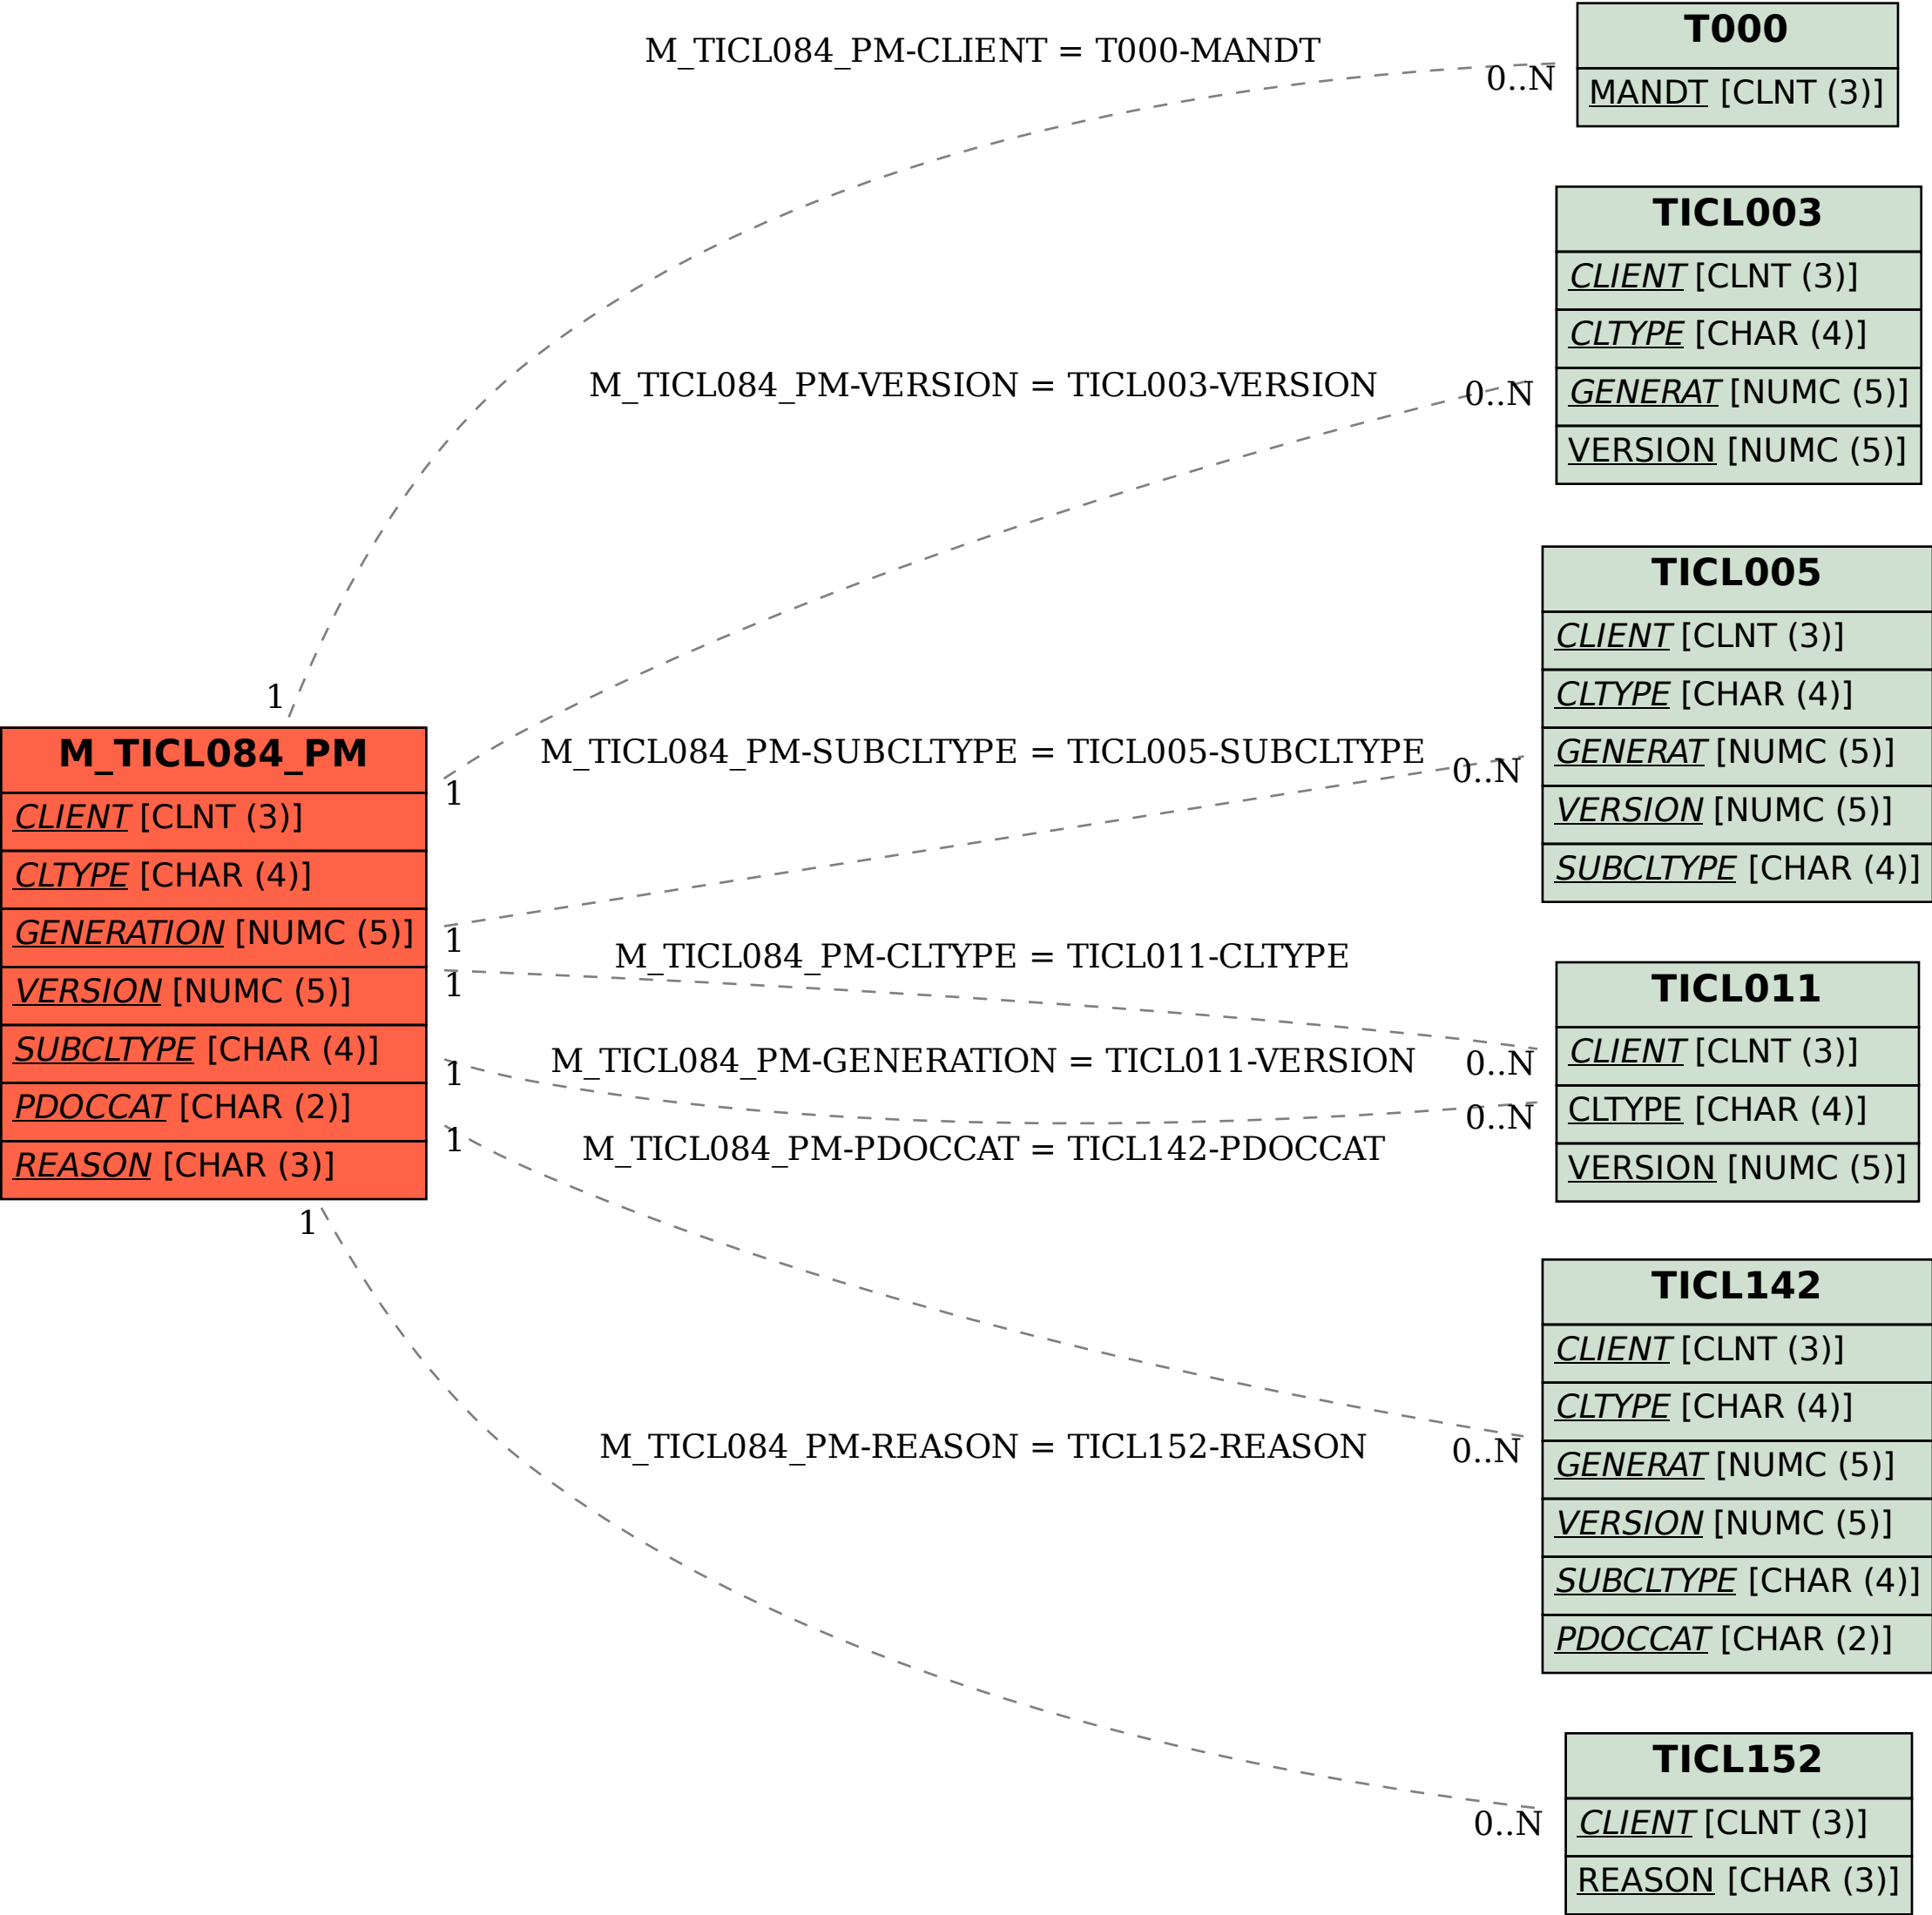 M_TICL084_PM
CLIENT [CLNT (3)]
CLTYPE [CHAR (4)]
GENERATION [NUMC (5)]
VERSION [NUMC (5)]
SUBCLTYPE [CHAR (4)]
PDOCCAT [CHAR (2)]
REASON [CHAR (3)]
M_TICL084_PM-CLIENT = T000-MANDT
1
0..N
M_TICL084_PM-VERSION = TICL003-VERSION
1
0..N
M_TICL084_PM-SUBCLTYPE = TICL005-SUBCLTYPE
1
0..N
M_TICL084_PM-CLTYPE = TICL011-CLTYPE
1
0..N
M_TICL084_PM-GENERATION = TICL011-VERSION
1
0..N
M_TICL084_PM-PDOCCAT = TICL142-PDOCCAT
1
0..N
M_TICL084_PM-REASON = TICL152-REASON
1
0..N
T000
MANDT [CLNT (3)]
TICL003
CLIENT [CLNT (3)]
CLTYPE [CHAR (4)]
GENERAT [NUMC (5)]
VERSION [NUMC (5)]
TICL005
CLIENT [CLNT (3)]
CLTYPE [CHAR (4)]
GENERAT [NUMC (5)]
VERSION [NUMC (5)]
SUBCLTYPE [CHAR (4)]
TICL011
CLIENT [CLNT (3)]
CLTYPE [CHAR (4)]
VERSION [NUMC (5)]
TICL142
CLIENT [CLNT (3)]
CLTYPE [CHAR (4)]
GENERAT [NUMC (5)]
VERSION [NUMC (5)]
SUBCLTYPE [CHAR (4)]
PDOCCAT [CHAR (2)]
TICL152
CLIENT [CLNT (3)]
REASON [CHAR (3)]